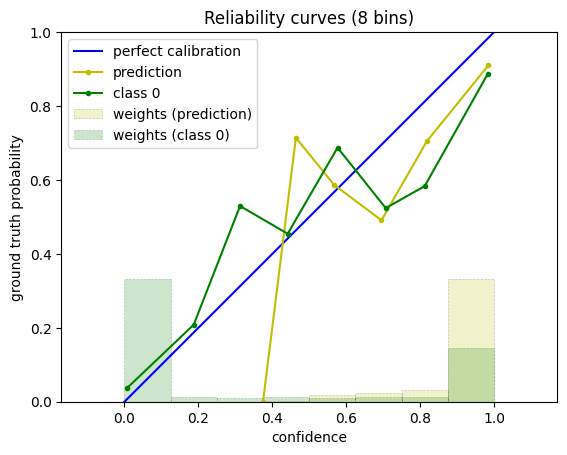 Reliability curves (8 bins)
perfect calibration
prediction
class 0
weights (prediction)
weights (class 0)
ground truth probability
1.0
0.8
0.6
0.4
0.2
0.0
0.0 0.2 0.4 0.6 0.8 1.0
confidence